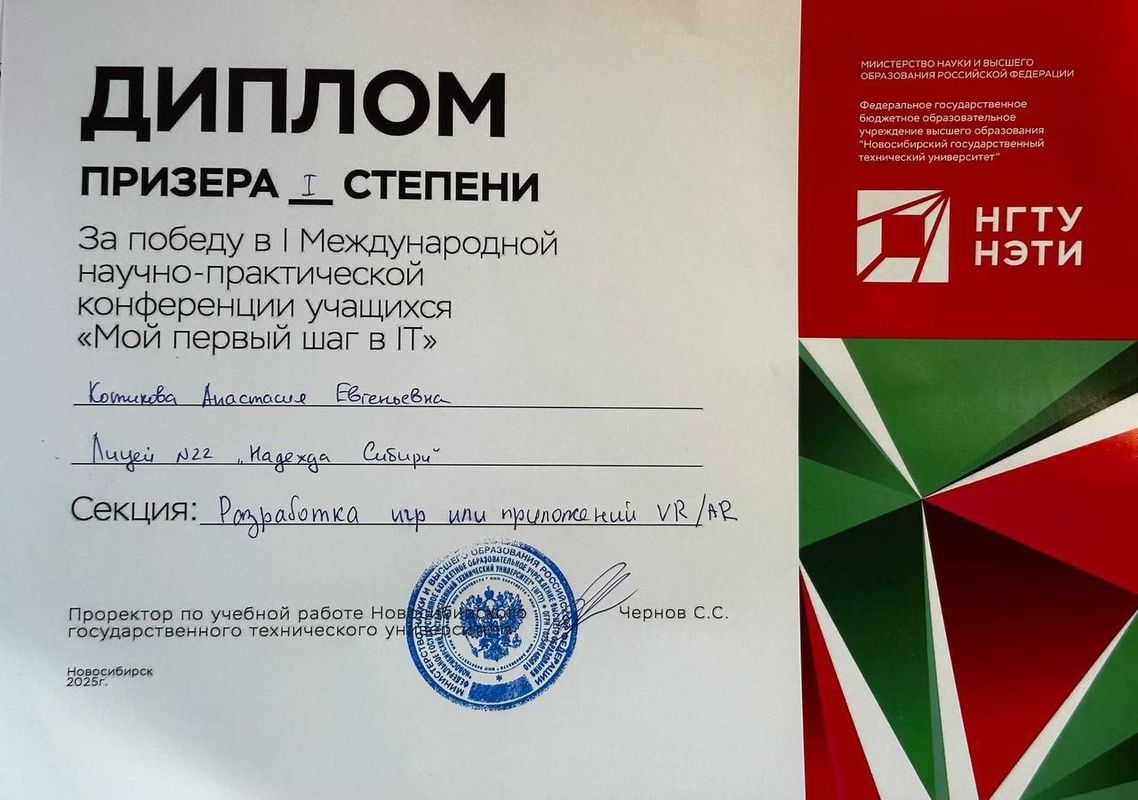 ДИПЛОМ
ПРИЗЕРА I СТЕПЕНИ
За победу в I Международной
научно-практической
конференции учащихся
«Мой первый шаг в IT»
Котикова Анастасия Евгеньевна
Лицей №22 „Надежда Сибири"
Секция: Разработка игр или приложений VR/AR
Проректор по учебной работе Новосибирского
государственного технического университета
Чернов С.С.
Новосибирск
2025г.
МИИСТЕРСТВО НАУКИ И ВЫСШЕГО
ОБРАЗОВАНИЯ РОССИЙСКОЙ ФЕДЕРАЦИИ
Федеральное государственное
бюджетное образовательное
учреждение высшего образования
"Новосибирский государственный
технический университет"
НГТУ
НЭТИ